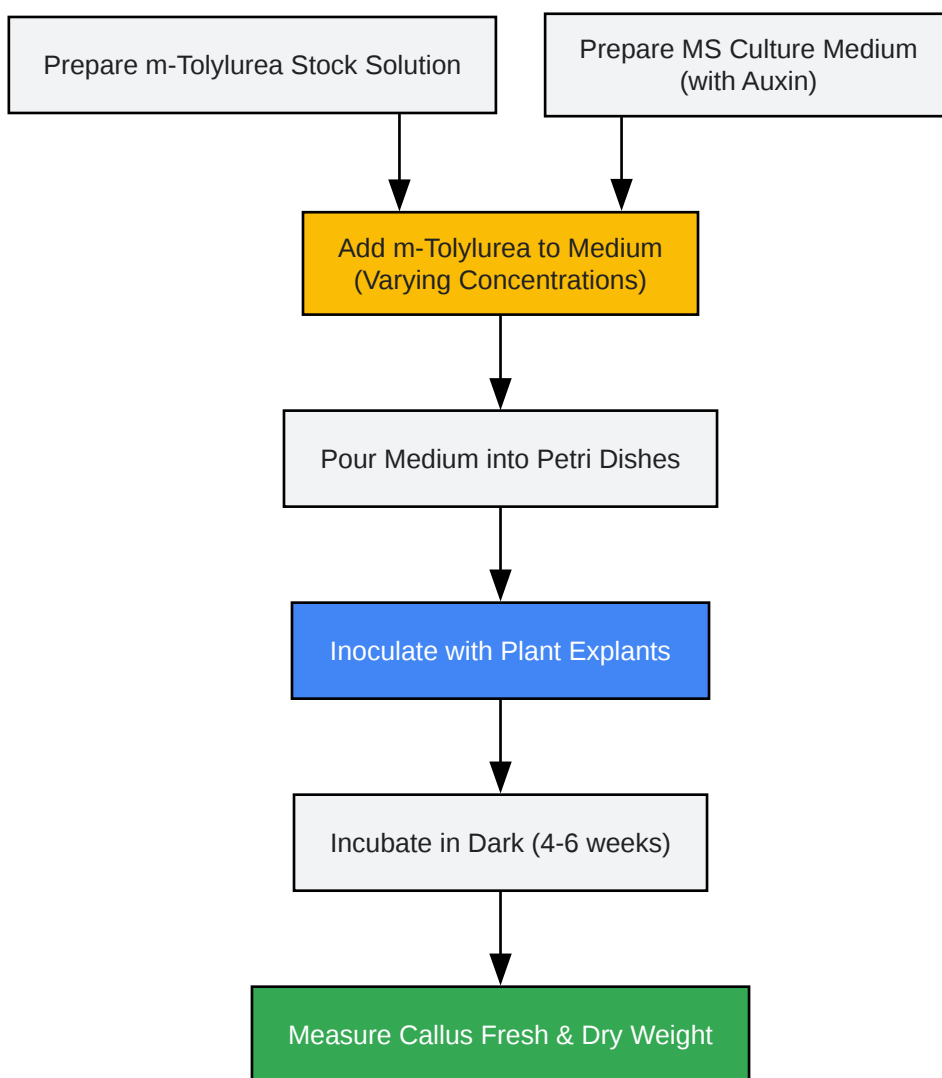 Prepare m-Tolylurea Stock Solution
Prepare MS Culture Medium
(with Auxin)
Add m-Tolylurea to Medium
(Varying Concentrations)
Pour Medium into Petri Dishes
Inoculate with Plant Explants
Incubate in Dark (4-6 weeks)
Measure Callus Fresh & Dry Weight